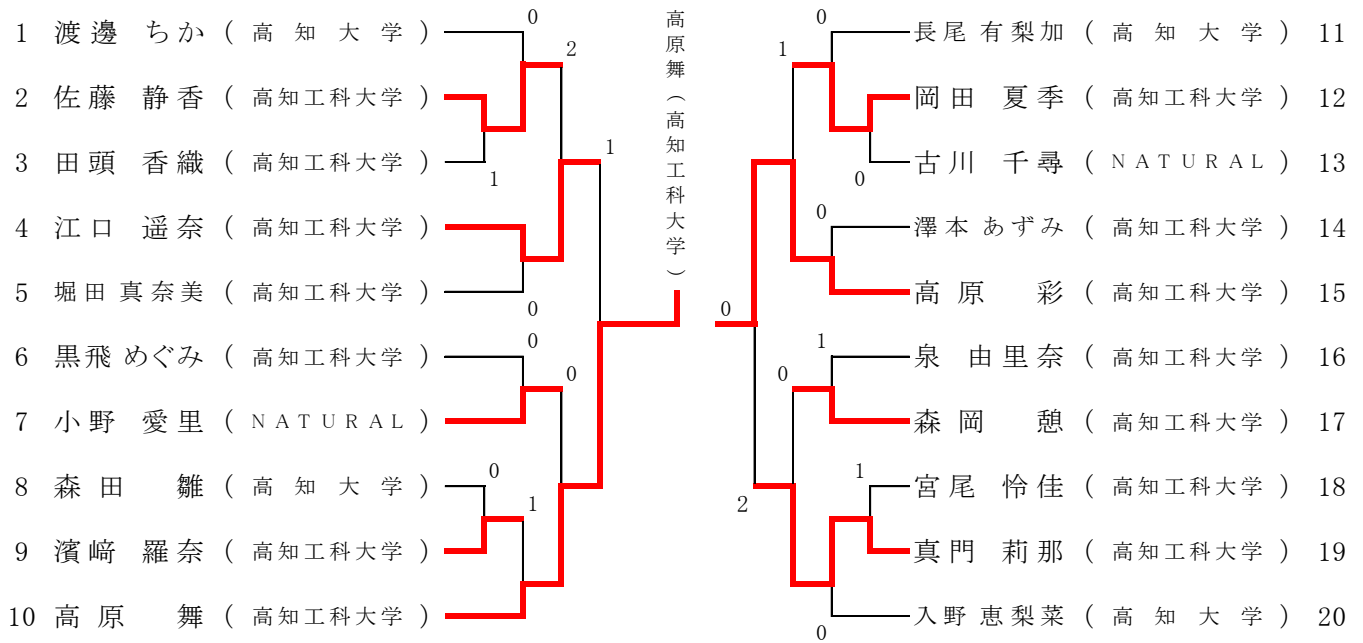 1 渡邊 ちか ( 高 知 大 学 )
2 佐藤 静香 ( 高知工科大学 )
3 田頭 香織 ( 高知工科大学 )
4 江口 遥奈 ( 高知工科大学 )
5 堀田 真奈美 ( 高知工科大学 )
6 黒飛 めぐみ ( 高知工科大学 )
7 小野 愛里 ( NATURAL )
8 森田 雛 ( 高 知 大 学 )
9 濱﨑 羅奈 ( 高知工科大学 )
10 高原 舞 ( 高知工科大学 )
0
2
1
1
0
0
0
0
1
高原舞(高知工科大学)
0
1
0
0
0
1
0
1
2
0
長尾 有梨加 ( 高 知 大 学 ) 11
岡田 夏季 ( 高知工科大学 ) 12
古川 千尋 ( NATURAL ) 13
澤本 あずみ ( 高知工科大学 ) 14
高原 彩 ( 高知工科大学 ) 15
泉 由里奈 ( 高知工科大学 ) 16
森岡 憩 ( 高知工科大学 ) 17
宮尾 怜佳 ( 高知工科大学 ) 18
真門 莉那 ( 高知工科大学 ) 19
入野 恵梨菜 ( 高 知 大 学 ) 20